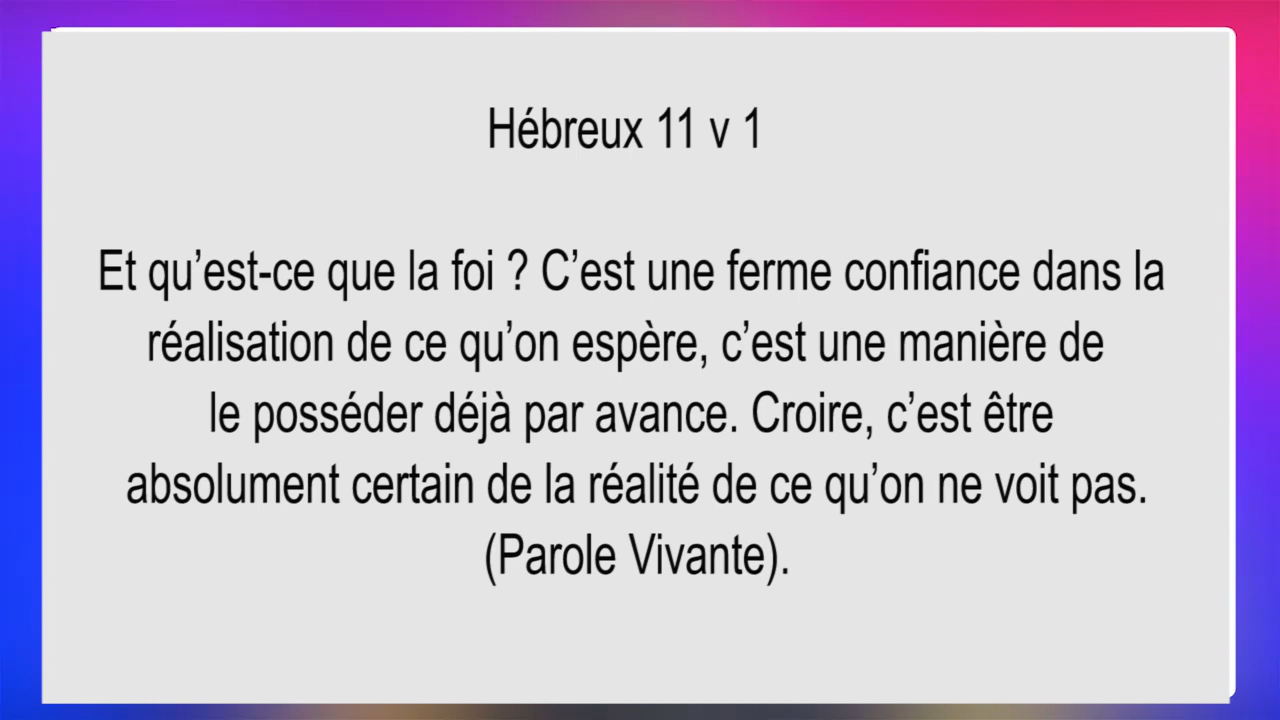 Hébreux 11 v 1
Et qu’est-ce que la foi ? C’est une ferme confiance dans la
réalisation de ce qu’on espère, c’est une manière de
le posséder déjà par avance. Croire, c’est être
absolument certain de la réalité de ce qu’on ne voit pas.
(Parole Vivante).